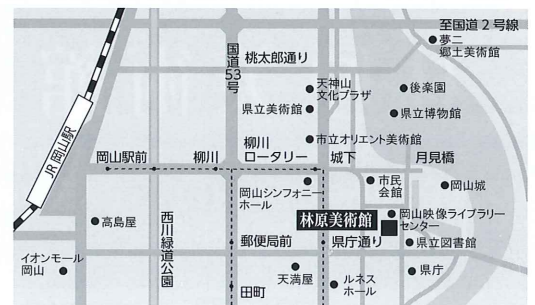 至国道２号線
夢二
郷土美術館
国道53号
桃太郎通り
天神山
文化プラザ
後楽園
県立美術館
県立博物館
JR岡山駅
市立オリエント美術館
柳川
ロータリー
岡山駅前
柳川
城下
月見橋
市民
会館
岡山城
岡山シンフォニー
ホール
林原美術館
岡山映像ライブラリー
センター
高島屋
西川緑道公園
郵便局前
県庁通り
県立図書館
イオンモール
岡山
天満屋
ルネス
ホール
県庁
田町